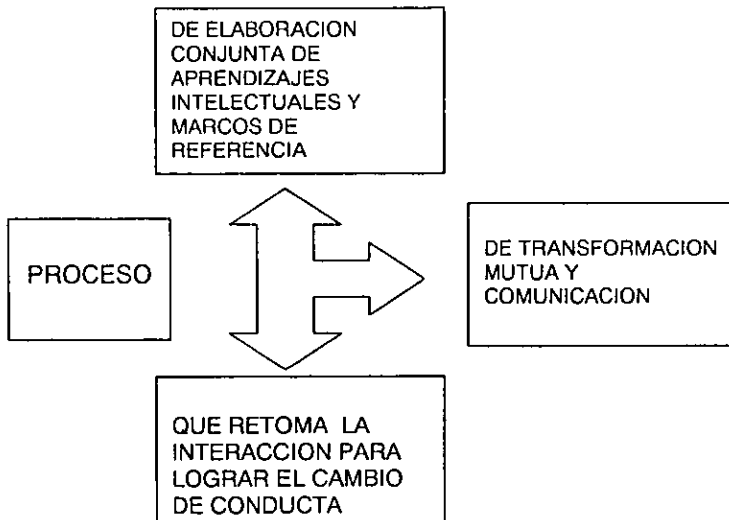 DE ELABORACION
CONJUNTA DE
APRENDIZAJES
INTELECTUALES Y
MARCOS DE
REFERENCIA
PROCESO
DE TRANSFORMACION
MUTUA Y
COMUNICACION
QUE RETOMA LA
INTERACCION PARA
LOGRAR EL CAMBIO
DE CONDUCTA